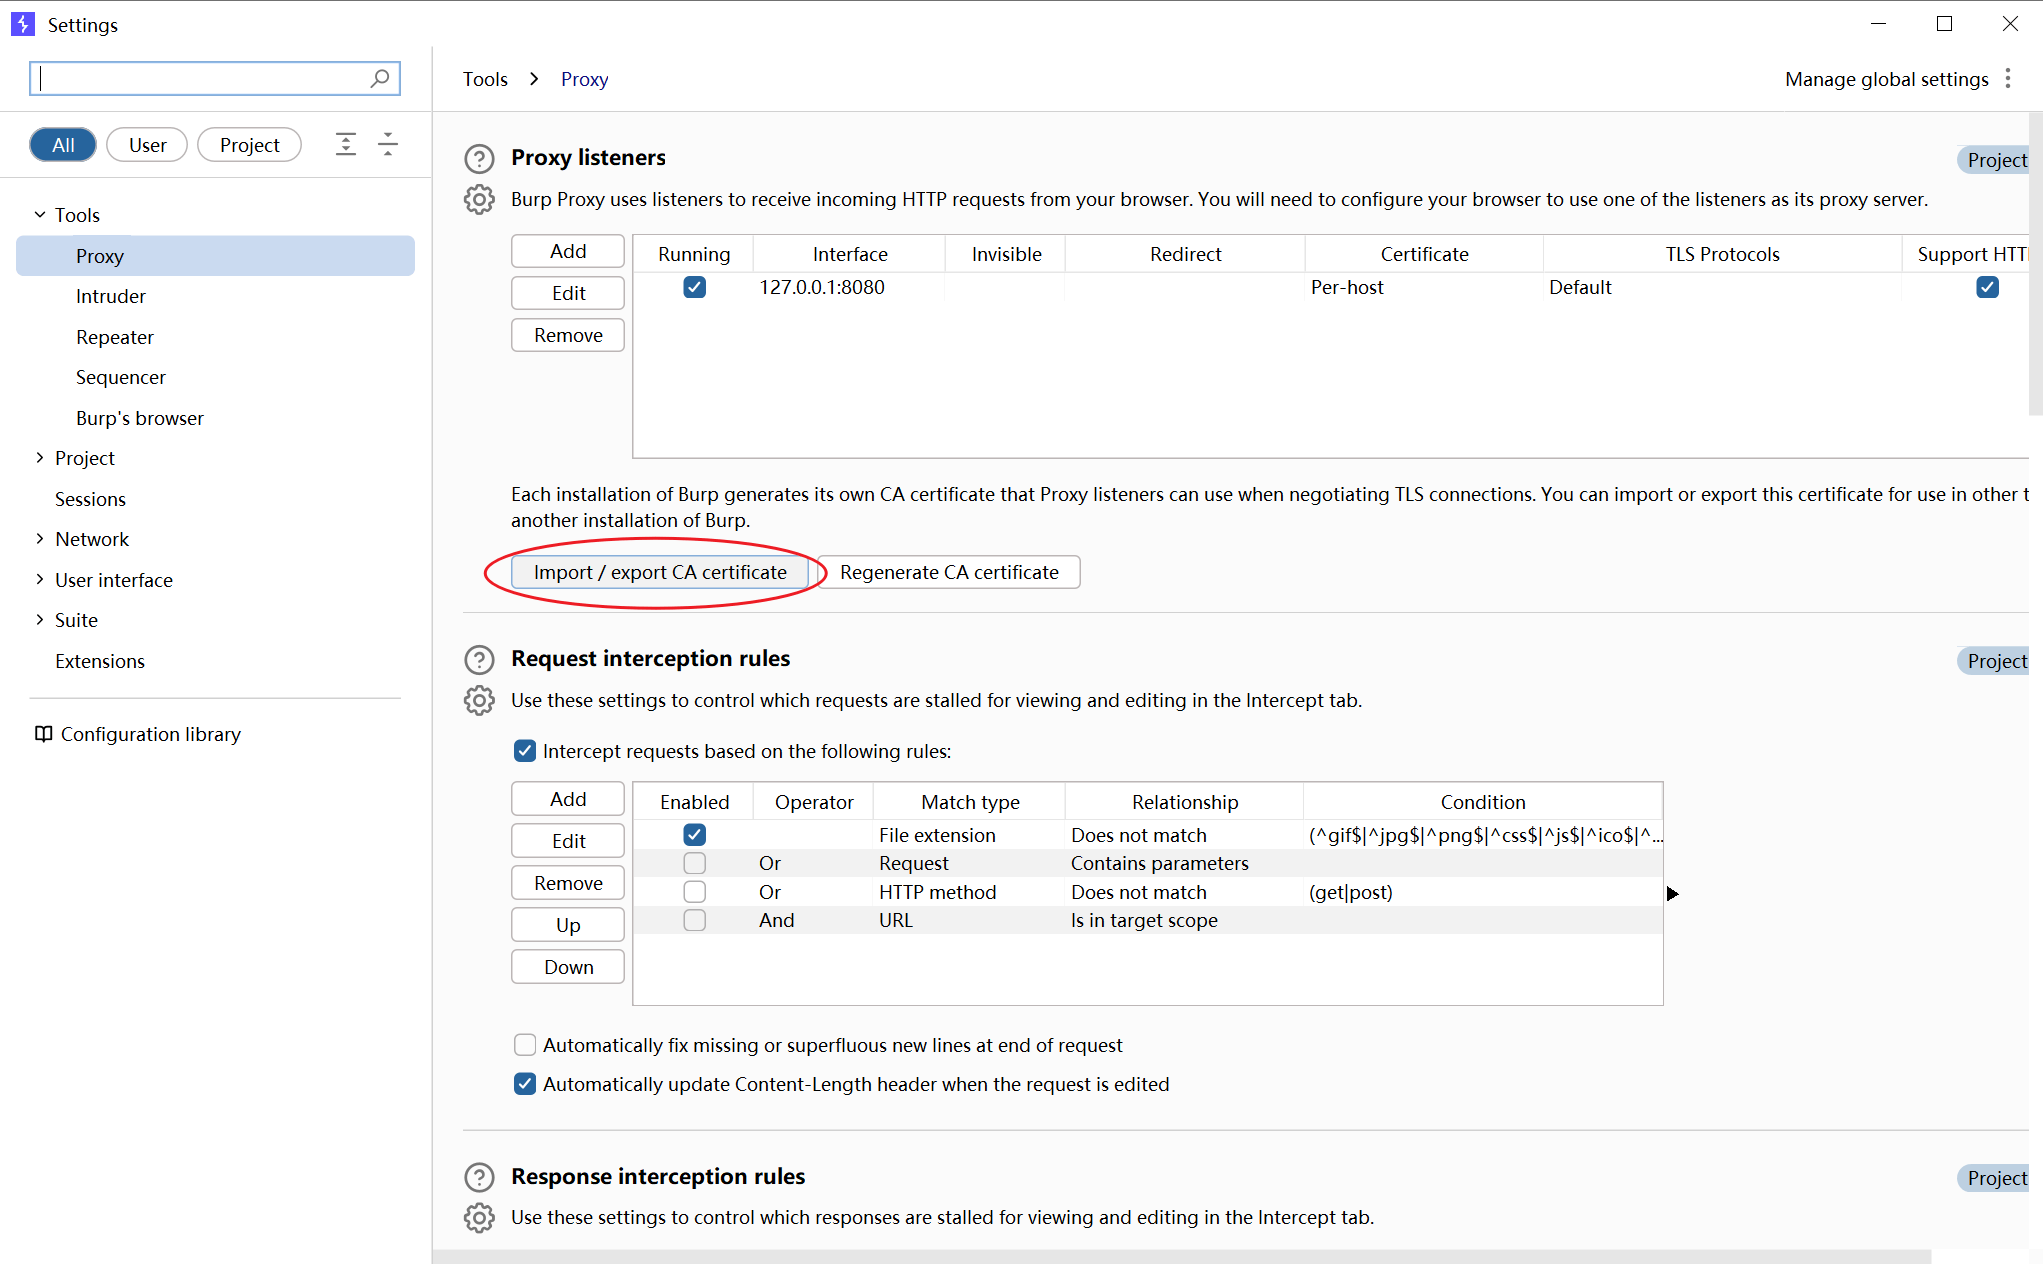 Settings
Tools > Proxy
Manage global settings
All
User
Project
Tools
Proxy
Intruder
Repeater
Sequencer
Burp's browser
Project
Sessions
Network
User interface
Suite
Extensions
Configuration library
Proxy listeners
Project
Burp Proxy uses listeners to receive incoming HTTP requests from your browser. You will need to configure your browser to use one of the listeners as its proxy server.
Add
Edit
Remove
Running Interface Invisible Redirect Certificate TLS Protocols Support HTT
127.0.0.1:8080 Per-host Default
Each installation of Burp generates its own CA certificate that Proxy listeners can use when negotiating TLS connections. You can import or export this certificate for use in other t
another installation of Burp.
Import / export CA certificate
Regenerate CA certificate
Request interception rules
Project
Use these settings to control which requests are stalled for viewing and editing in the Intercept tab.
Intercept requests based on the following rules:
Add
Edit
Remove
Up
Down
Enabled Operator Match type Relationship Condition
File extension Does not match (^gif$|^jpg$|^png$|^css$|^js$|^ico$|^...
Or Request Contains parameters
Or HTTP method Does not match (get|post)
And URL Is in target scope
Automatically fix missing or superfluous new lines at end of request
Automatically update Content-Length header when the request is edited
Response interception rules
Project
Use these settings to control which responses are stalled for viewing and editing in the Intercept tab.